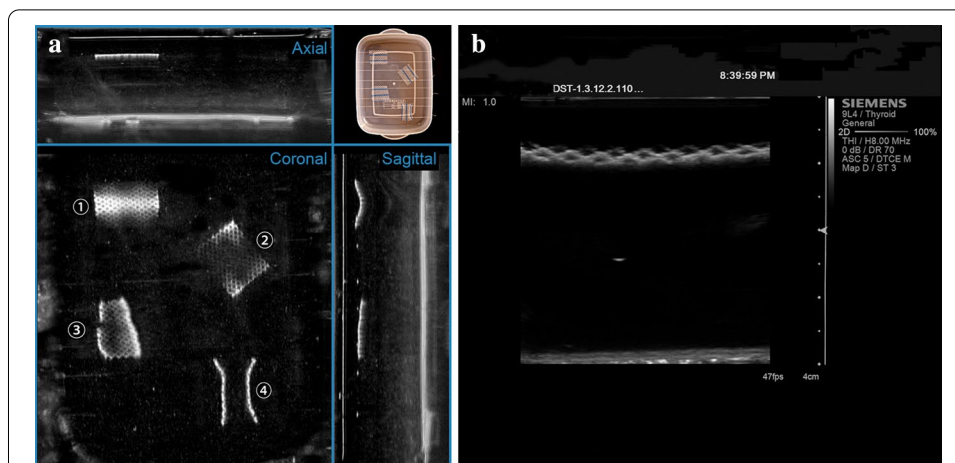 a
Axial
Coronal
Sagittal
①
②
③
④
b
8:39:59 PM
DST-1.3.12.2.110...
MI: 1.0
SIEMENS
9L4 / Thyroid
General
2D 100%
THI / H8.00 MHz
0 dB / DR 70
ASC 5 / DTCE M
Map D / ST 3
47fps 4cm